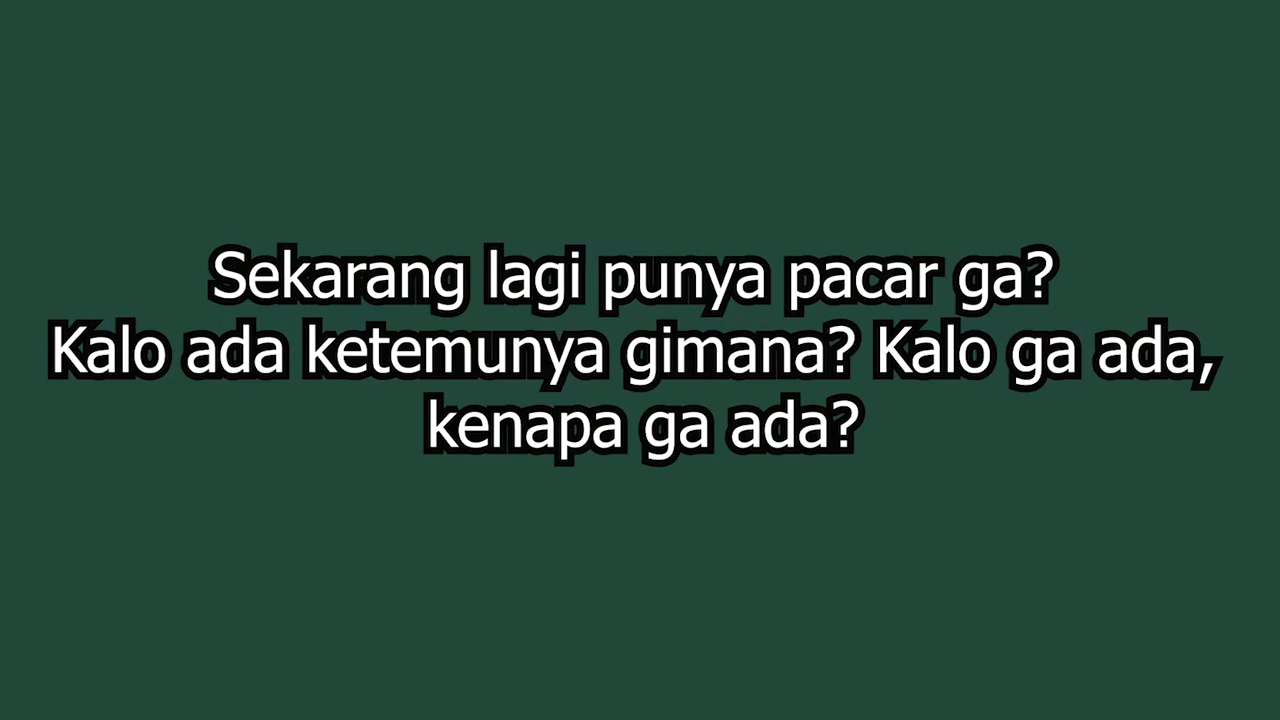 Sekarang lagi punya pacar ga?
Kalo ada ketemunya gimana? Kalo ga ada,
kenapa ga ada?